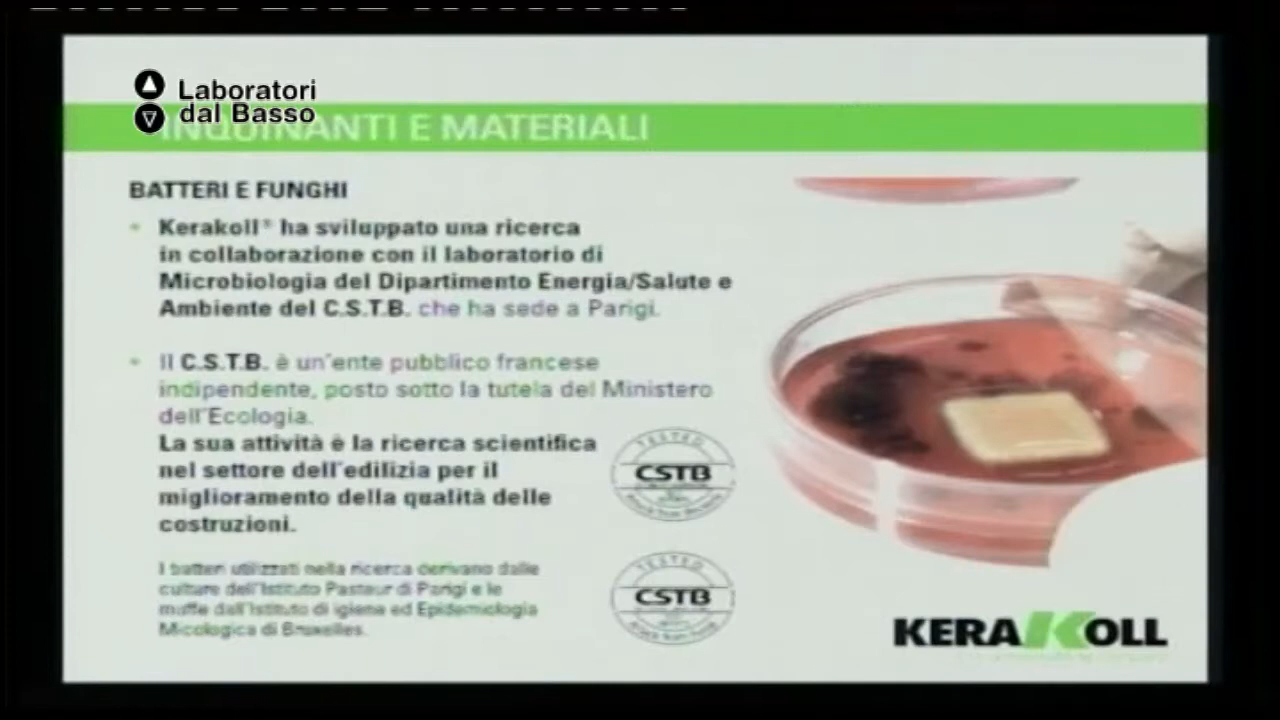 Laboratori
dal Basso
INQUINANTI E MATERIALI
BATTERI E FUNGHI
• Kerakoll® ha sviluppato una ricerca
in collaborazione con il laboratorio di
Microbiologia del Dipartimento Energia/Salute e
Ambiente del C.S.T.B. che ha sede a Parigi.
• Il C.S.T.B. è un'ente pubblico francese
indipendente, posto sotto la tutela del Ministero
dell'Ecologia.
La sua attività è la ricerca scientifica
nel settore dell'edilizia per il
miglioramento della qualità delle
costruzioni.
I batteri utilizzati nella ricerca derivano dalle
culture dell'Istituto Pasteur di Parigi e le
muffe dall'Istituto di igiene ed Epidemiologia
Micologica di Bruxelles.
TESTED
CSTB
TESTED
CSTB
KERAKOLL